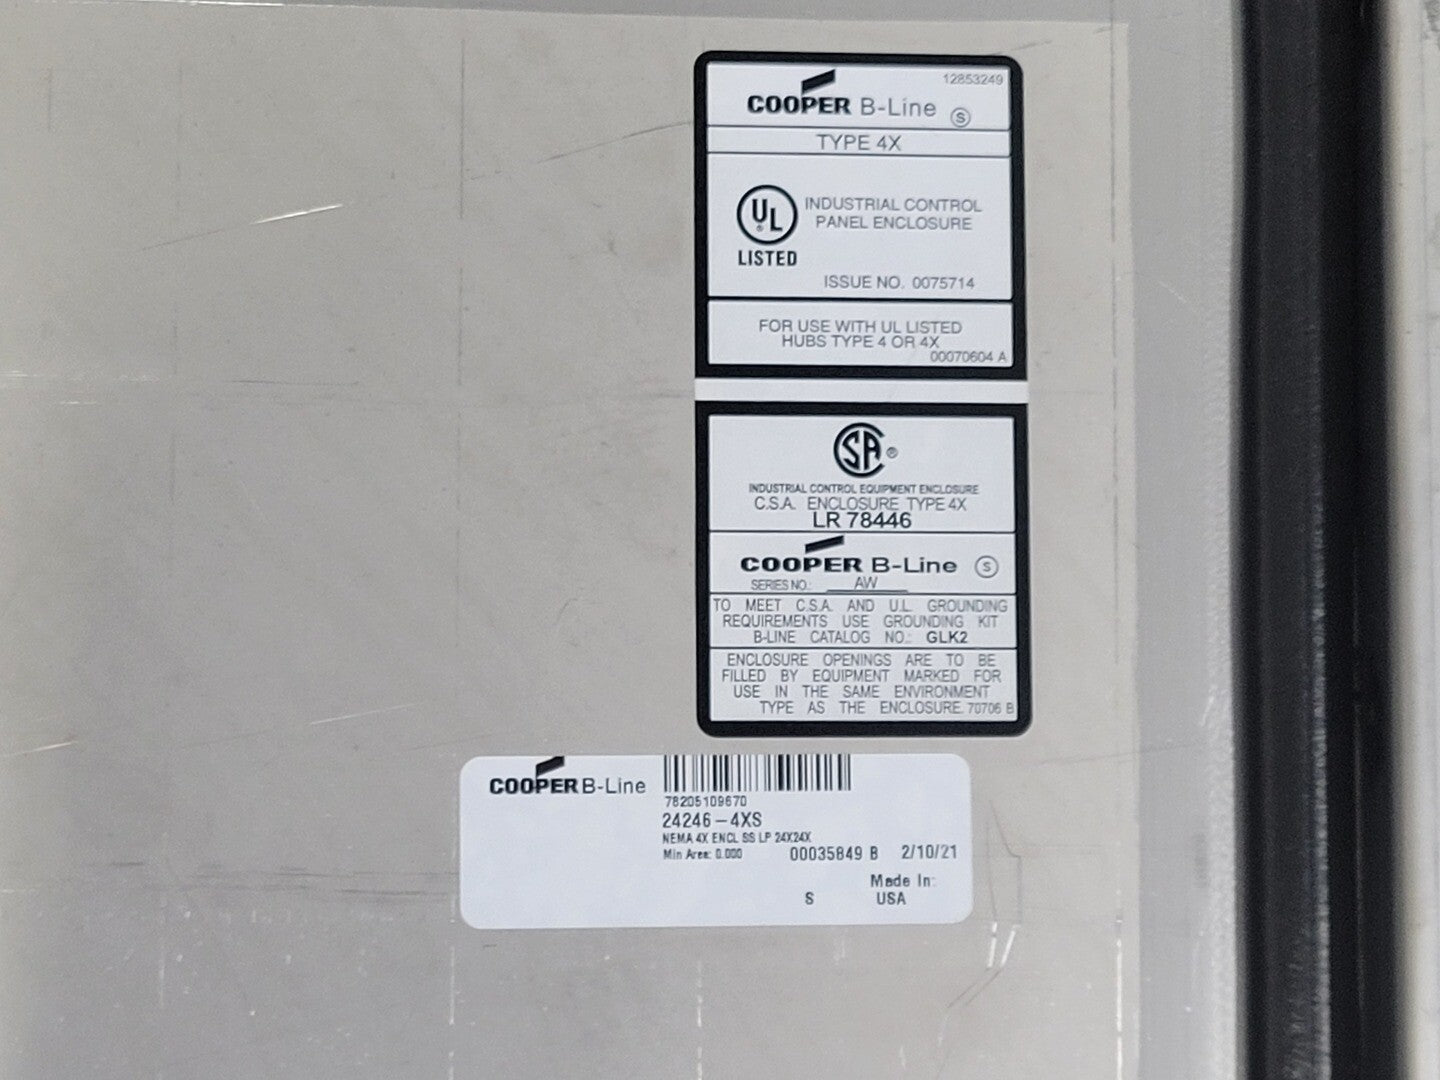 12853249
COOPER B-Line S
TYPE 4X
UL ®
LISTED
INDUSTRIAL CONTROL
PANEL ENCLOSURE
ISSUE NO. 0075714
FOR USE WITH UL LISTED
HUBS TYPE 4 OR 4X
00070604 A
SA ®
INDUSTRIAL CONTROL EQUIPMENT ENCLOSURE
C.S.A. ENCLOSURE TYPE 4X
LR 78446
COOPER B-Line S
SERIES NO.: AW
TO MEET C.S.A. AND U.L. GROUNDING
REQUIREMENTS USE GROUNDING KIT
B-LINE CATALOG NO.: GLK2
ENCLOSURE OPENINGS ARE TO BE
FILLED BY EQUIPMENT MARKED FOR
USE IN THE SAME ENVIRONMENT
TYPE AS THE ENCLOSURE. 70706 B
COOPER B-Line
78205109670
24246-4XS
NEMA 4X ENCL SS LP 24X24X
Min Area: 0.000 00035849 B 2/10/21
Made In:
S USA